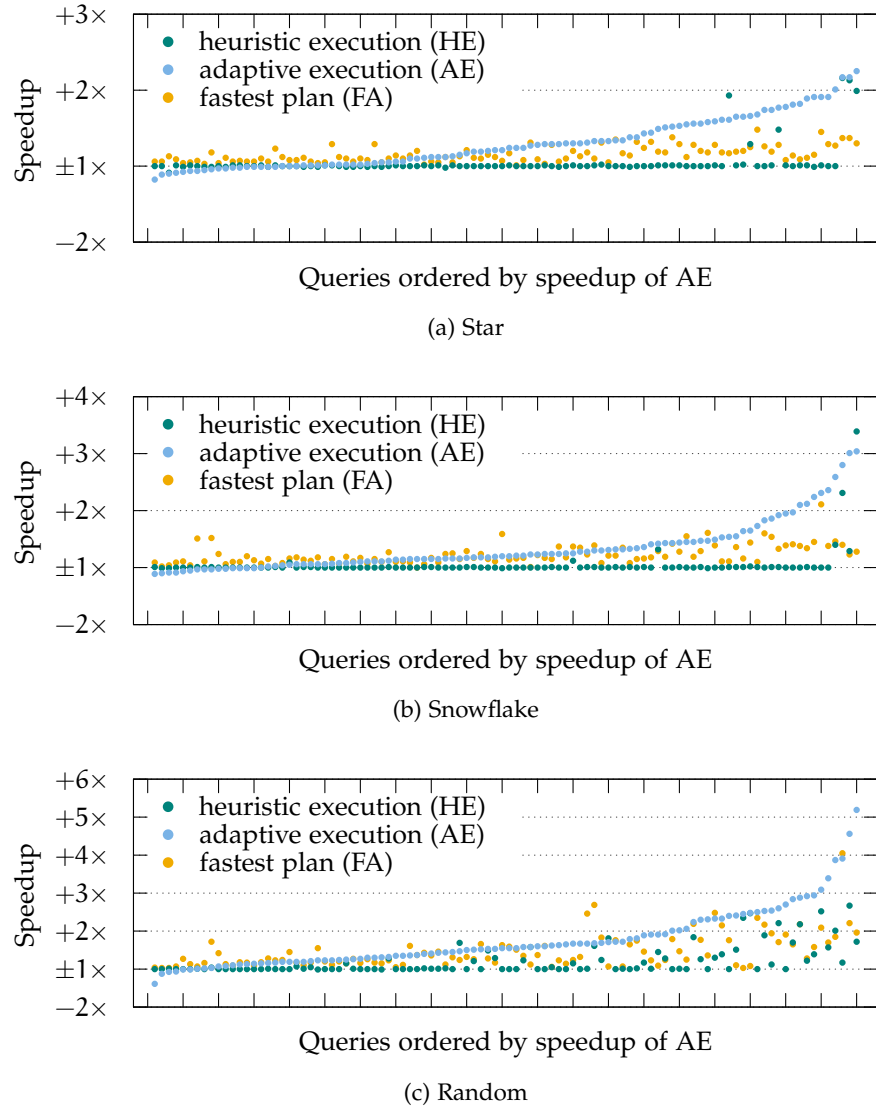 +3×
heuristic execution (HE)
adaptive execution (AE)
+2×
fastest plan (FA)
Speedup
±1×
−2×
Queries ordered by speedup of AE
(a) Star
+4×
heuristic execution (HE)
+3×
adaptive execution (AE)
fastest plan (FA)
+2×
Speedup
±1×
−2×
Queries ordered by speedup of AE
(b) Snowflake
+6×
heuristic execution (HE)
+5×
adaptive execution (AE)
+4×
fastest plan (FA)
+3×
Speedup
+2×
±1×
−2×
Queries ordered by speedup of AE
(c) Random